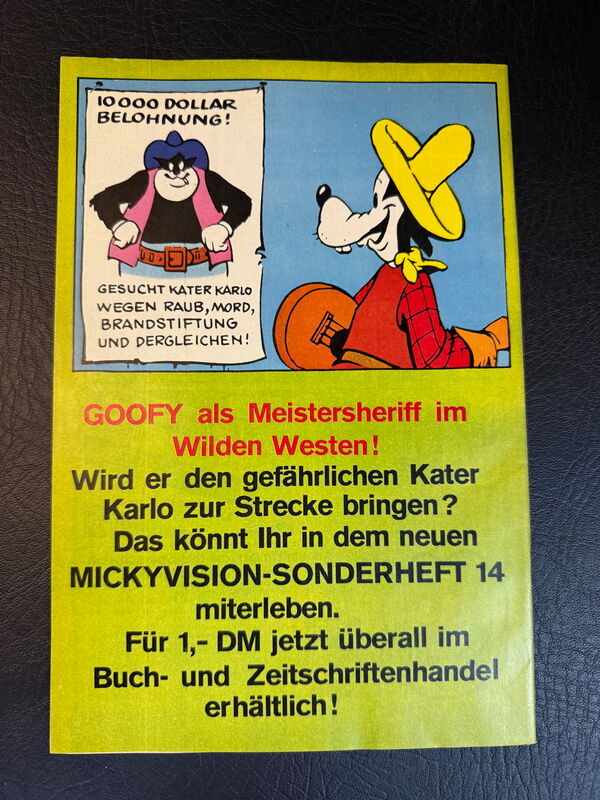 10 000 DOLLAR
BELOHNUNG!
GESUCHT KATER KARLO
WEGEN RAUB, MORD,
BRANDSTIFTUNG
UND DERGLEICHEN!
GOOFY als Meistersheriff im
Wilden Westen!
Wird er den gefährlichen Kater
Karlo zur Strecke bringen?
Das könnt Ihr in dem neuen
MICKYVISION-SONDERHEFT 14
miterleben.
Für 1,- DM jetzt überall im
Buch- und Zeitschriftenhandel
erhältlich!